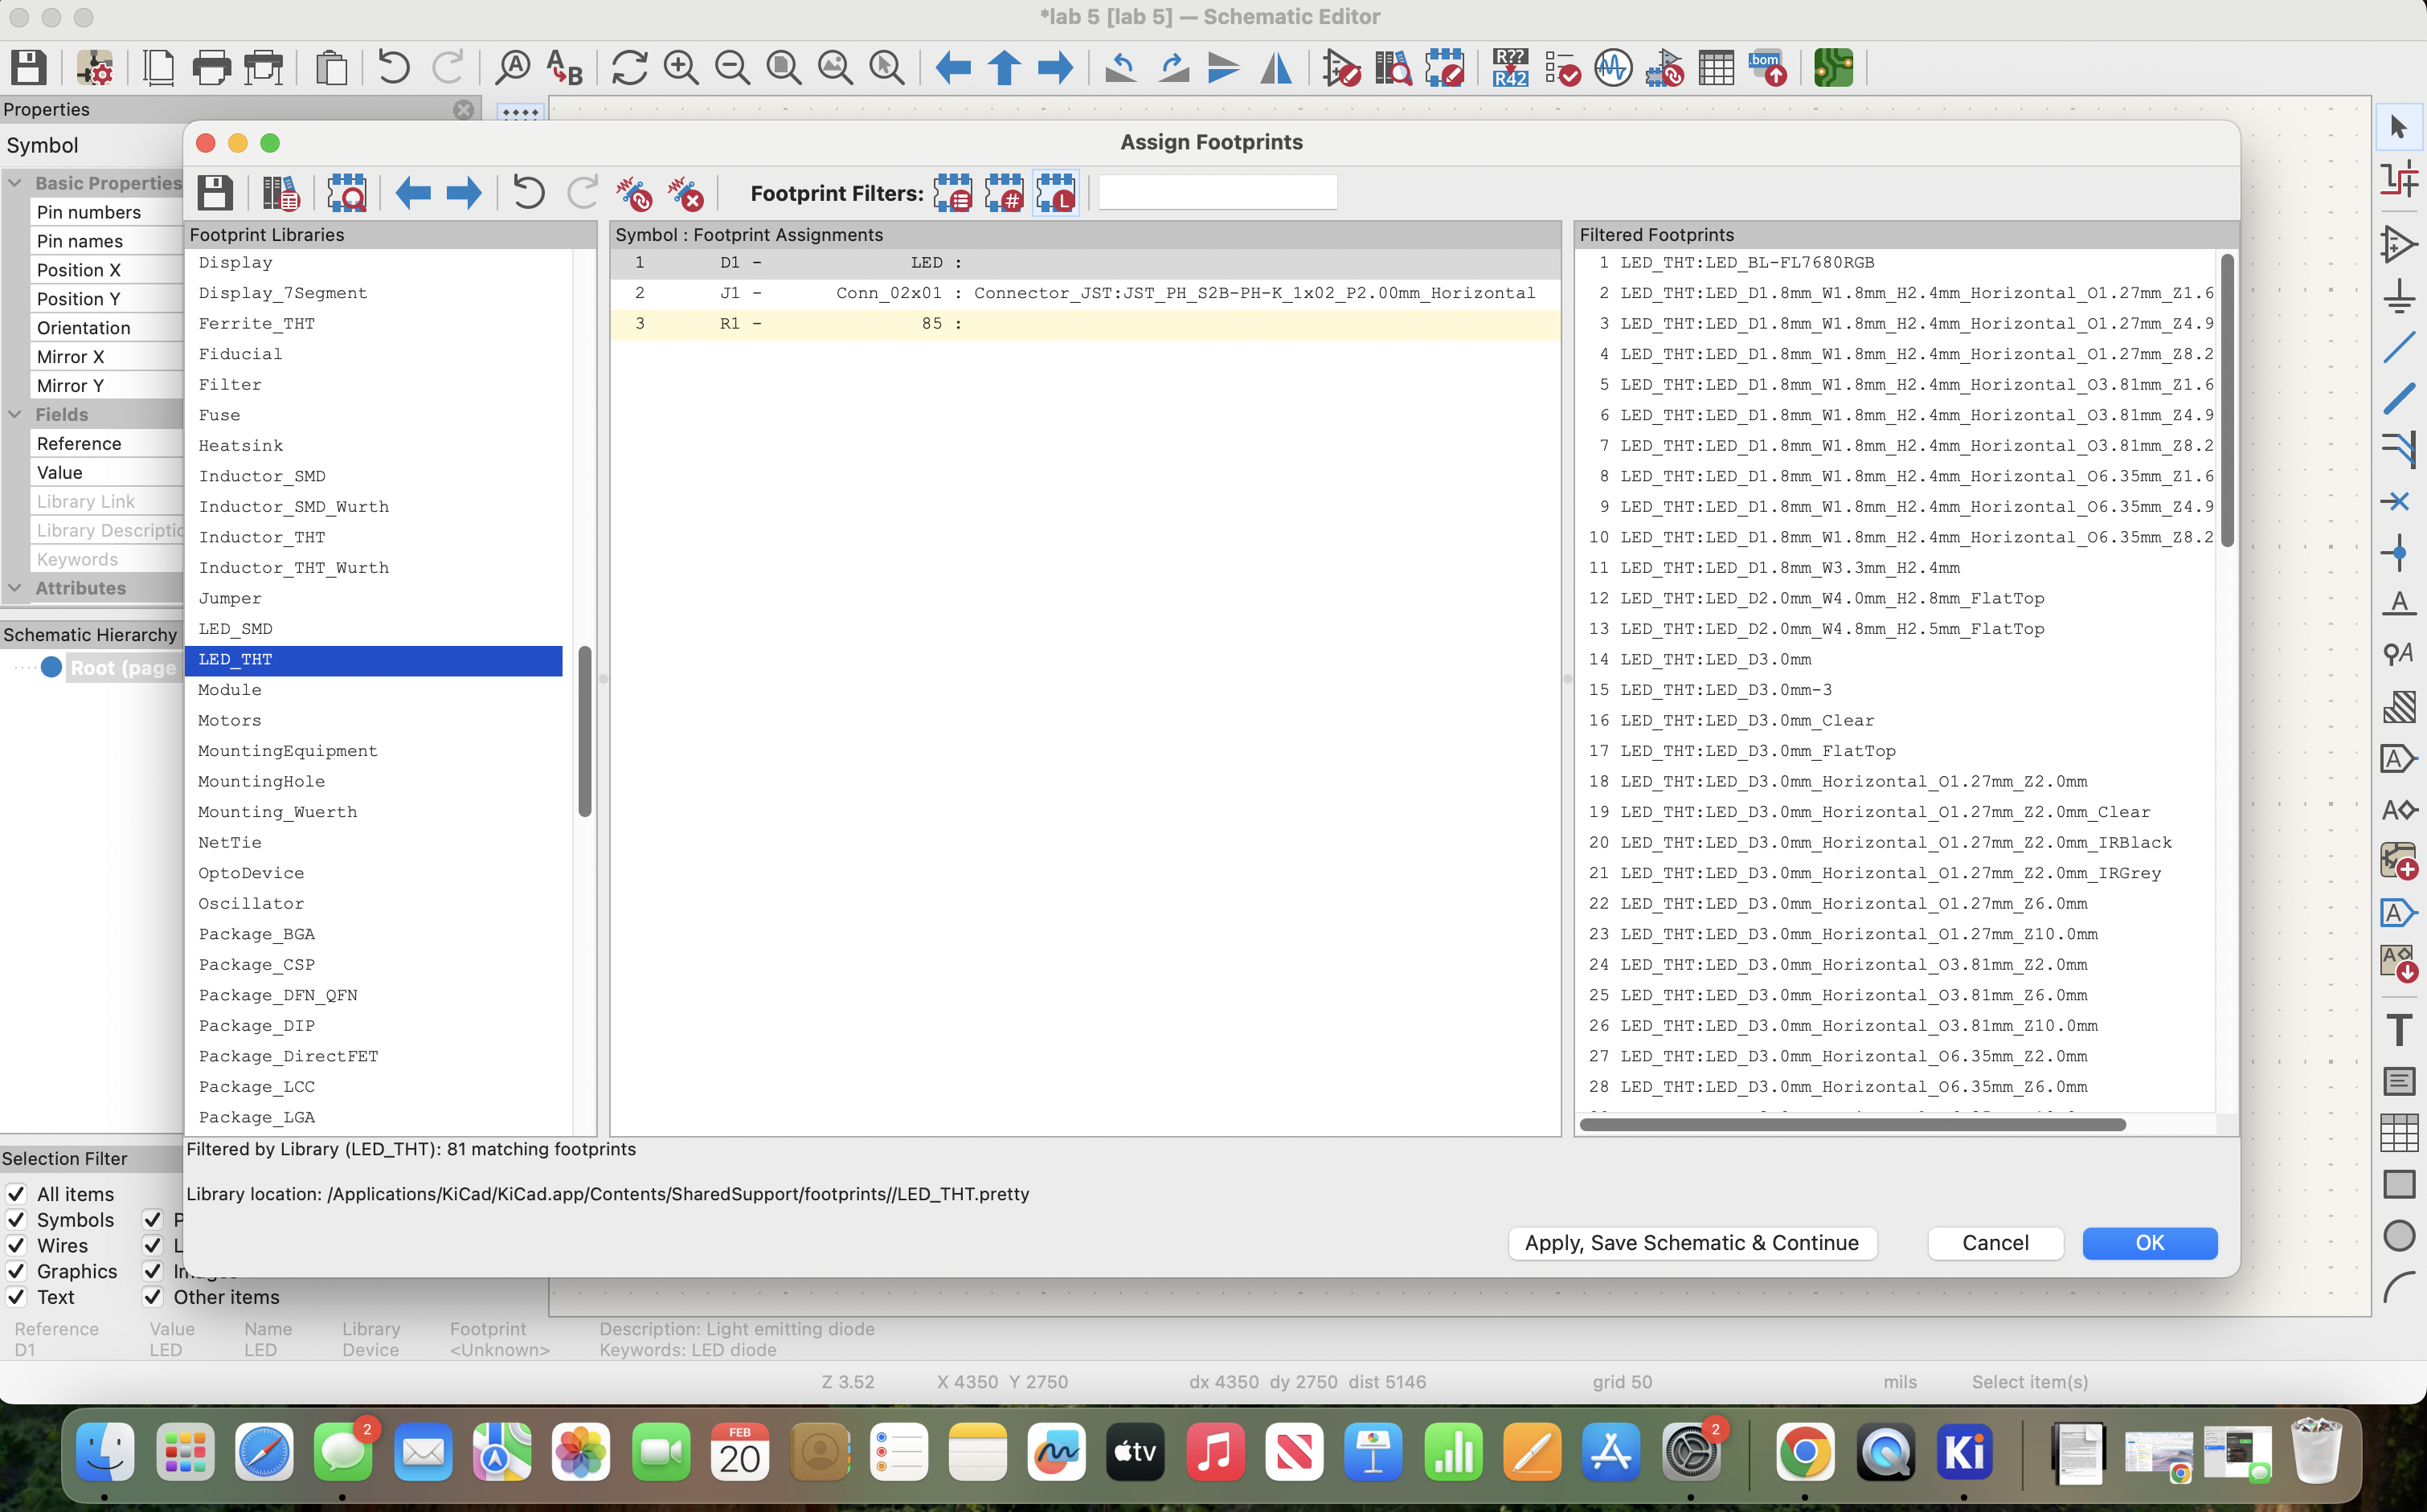 *lab 5 [lab 5] — Schematic Editor
R??
R42
.bom
Properties
Symbol
Basic Properties
Pin numbers
Pin names
Position X
Position Y
Orientation
Mirror X
Mirror Y
Fields
Reference
Value
Library Link
Library Descriptio
Keywords
Attributes
Schematic Hierarchy
Root (page
Selection Filter
All items
Symbols
Wires
Graphics
Text
Other items
Assign Footprints
Footprint Filters:
Footprint Libraries
Display
Display_7Segment
Ferrite_THT
Fiducial
Filter
Fuse
Heatsink
Inductor_SMD
Inductor_SMD_Wurth
Inductor_THT
Inductor_THT_Wurth
Jumper
LED_SMD
LED_THT
Module
Motors
MountingEquipment
MountingHole
Mounting_Wuerth
NetTie
OptoDevice
Oscillator
Package_BGA
Package_CSP
Package_DFN_QFN
Package_DIP
Package_DirectFET
Package_LCC
Package_LGA
Symbol : Footprint Assignments
1 D1 - LED :
2 J1 - Conn_02x01 : Connector_JST:JST_PH_S2B-PH-K_1x02_P2.00mm_Horizontal
3 R1 - 85 :
Filtered Footprints
1 LED_THT:LED_BL-FL7680RGB
2 LED_THT:LED_D1.8mm_W1.8mm_H2.4mm_Horizontal_O1.27mm_Z1.6
3 LED_THT:LED_D1.8mm_W1.8mm_H2.4mm_Horizontal_O1.27mm_Z4.9
4 LED_THT:LED_D1.8mm_W1.8mm_H2.4mm_Horizontal_O1.27mm_Z8.2
5 LED_THT:LED_D1.8mm_W1.8mm_H2.4mm_Horizontal_O3.81mm_Z1.6
6 LED_THT:LED_D1.8mm_W1.8mm_H2.4mm_Horizontal_O3.81mm_Z4.9
7 LED_THT:LED_D1.8mm_W1.8mm_H2.4mm_Horizontal_O3.81mm_Z8.2
8 LED_THT:LED_D1.8mm_W1.8mm_H2.4mm_Horizontal_O6.35mm_Z1.6
9 LED_THT:LED_D1.8mm_W1.8mm_H2.4mm_Horizontal_O6.35mm_Z4.9
10 LED_THT:LED_D1.8mm_W1.8mm_H2.4mm_Horizontal_O6.35mm_Z8.2
11 LED_THT:LED_D1.8mm_W3.3mm_H2.4mm
12 LED_THT:LED_D2.0mm_W4.0mm_H2.8mm_FlatTop
13 LED_THT:LED_D2.0mm_W4.8mm_H2.5mm_FlatTop
14 LED_THT:LED_D3.0mm
15 LED_THT:LED_D3.0mm-3
16 LED_THT:LED_D3.0mm_Clear
17 LED_THT:LED_D3.0mm_FlatTop
18 LED_THT:LED_D3.0mm_Horizontal_O1.27mm_Z2.0mm
19 LED_THT:LED_D3.0mm_Horizontal_O1.27mm_Z2.0mm_Clear
20 LED_THT:LED_D3.0mm_Horizontal_O1.27mm_Z2.0mm_IRBlack
21 LED_THT:LED_D3.0mm_Horizontal_O1.27mm_Z2.0mm_IRGrey
22 LED_THT:LED_D3.0mm_Horizontal_O1.27mm_Z6.0mm
23 LED_THT:LED_D3.0mm_Horizontal_O1.27mm_Z10.0mm
24 LED_THT:LED_D3.0mm_Horizontal_O3.81mm_Z2.0mm
25 LED_THT:LED_D3.0mm_Horizontal_O3.81mm_Z6.0mm
26 LED_THT:LED_D3.0mm_Horizontal_O3.81mm_Z10.0mm
27 LED_THT:LED_D3.0mm_Horizontal_O6.35mm_Z2.0mm
28 LED_THT:LED_D3.0mm_Horizontal_O6.35mm_Z6.0mm
Filtered by Library (LED_THT): 81 matching footprints
Library location: /Applications/KiCad/KiCad.app/Contents/SharedSupport/footprints//LED_THT.pretty
Apply, Save Schematic & Continue
Cancel
OK
Reference Value Name Library Footprint Description: Light emitting diode
D1 LED LED Device <Unknown> Keywords: LED diode
Z 3.52 X 4350 Y 2750 dx 4350 dy 2750 dist 5146 grid 50 mils Select item(s)
2
FEB
20
tv
2
Ki